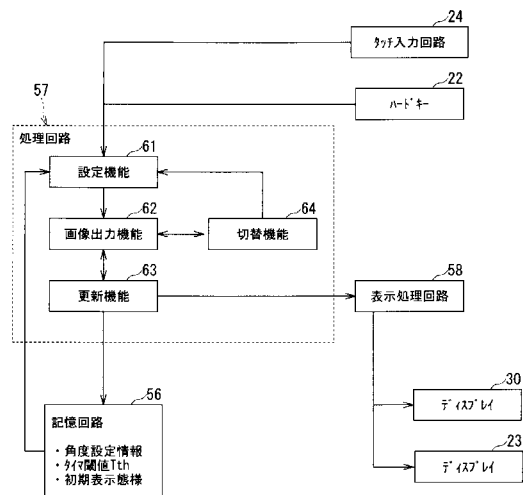 24
タッチ入力回路
22
ハードキー
57
処理回路
61
設定機能
62
画像出力機能
64
切替機能
63
更新機能
58
表示処理回路
56
記憶回路
・角度設定情報
・タイマ閾値Tth
・初期表示態様
30
ディスプレイ
23
ディスプレイ